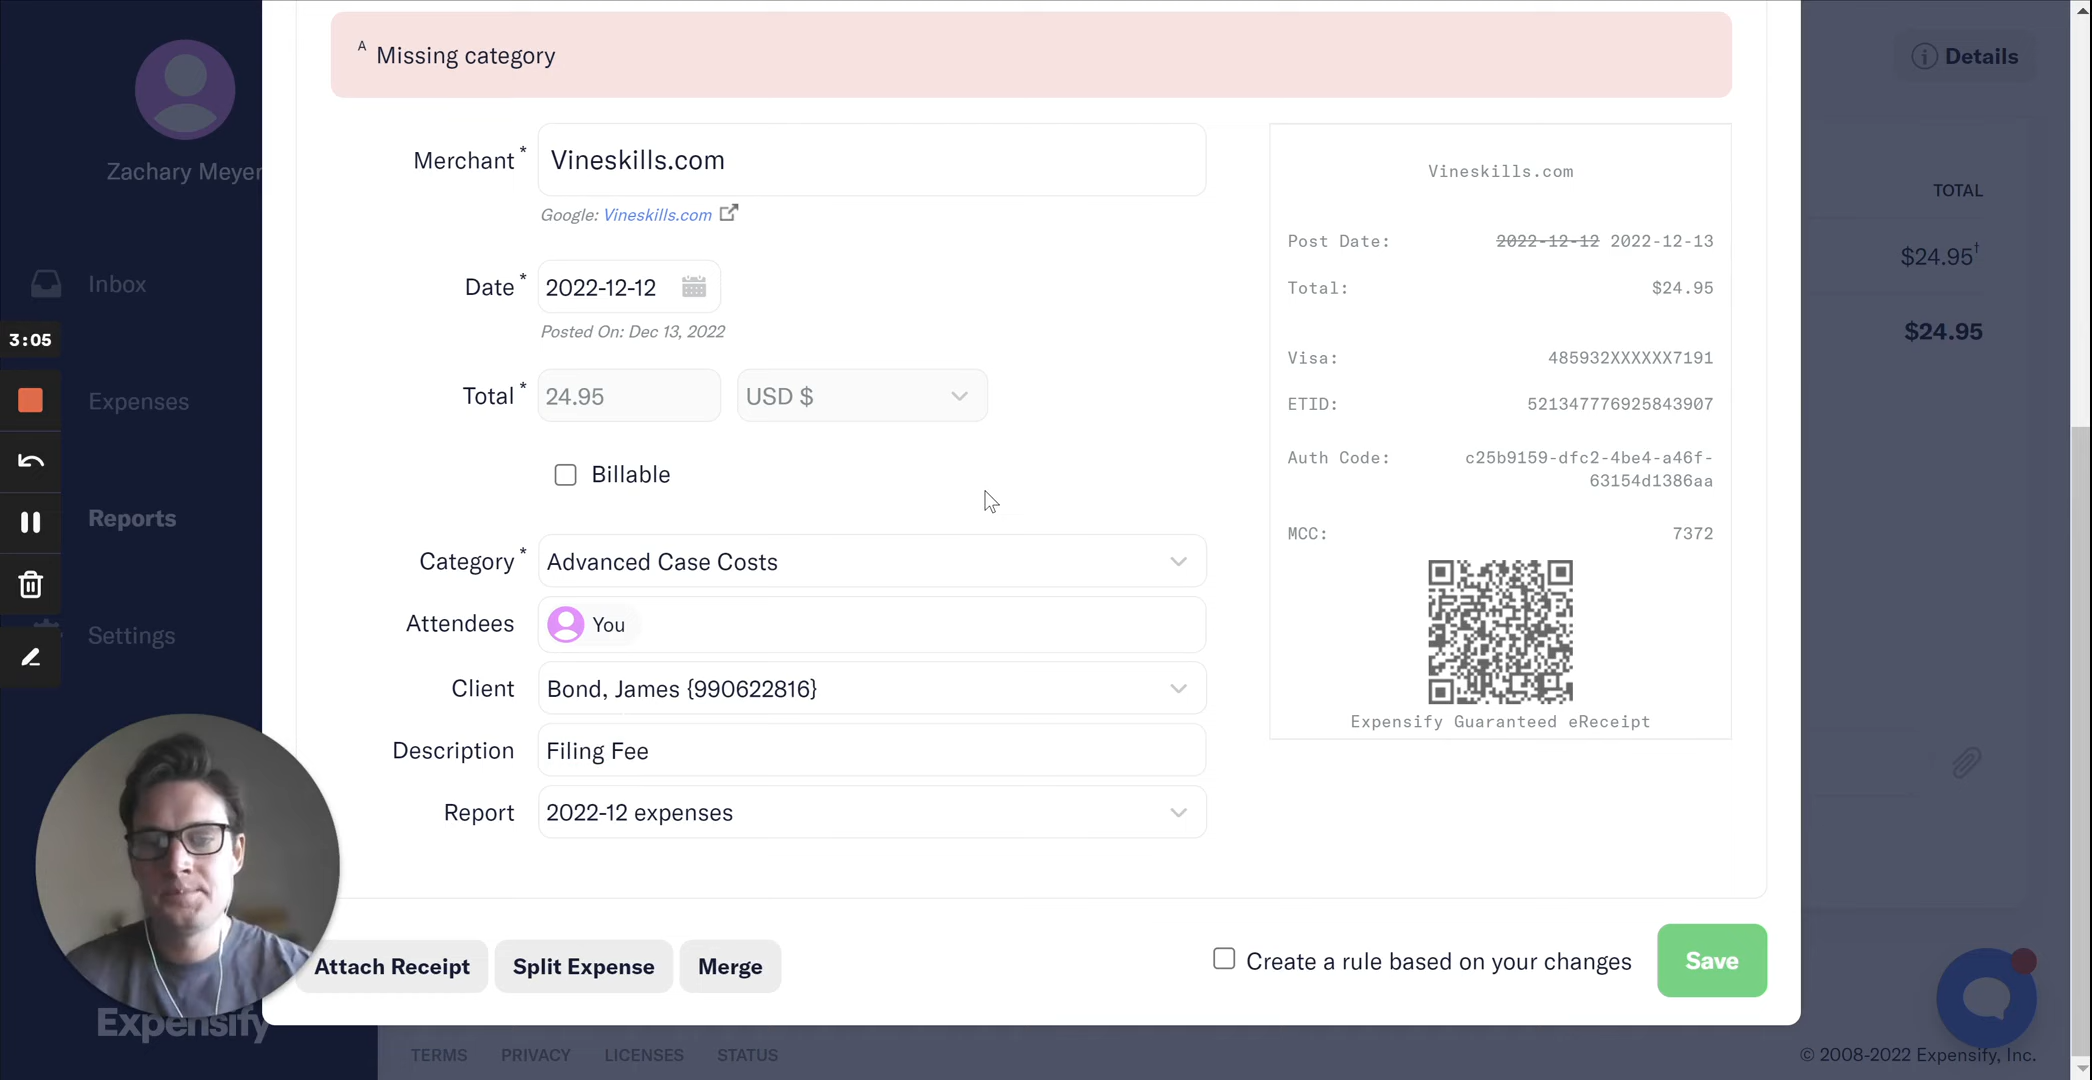 A Missing category
Details
Zachary Meyer
Merchant * Vineskills.com
Google: Vineskills.com
Date * 2022-12-12
Posted On: Dec 13, 2022
Total * 24.95 USD $
Billable
Category * Advanced Case Costs
Attendees You
Client Bond, James {990622816}
Description Filing Fee
Report 2022-12 expenses
Vineskills.com
Post Date: 2022-12-12 2022-12-13
Total: $24.95
Visa: 485932XXXXXX7191
ETID: 521347776925843907
Auth Code: c25b9159-dfc2-4be4-a46f-
63154d1386aa
MCC: 7372
Expensify Guaranteed eReceipt
TOTAL
$24.95†
$24.95
Inbox
3:05
Expenses
Reports
Settings
Expensify
Attach Receipt Split Expense Merge
Create a rule based on your changes Save
TERMS PRIVACY LICENSES STATUS
© 2008-2022 Expensify, Inc.